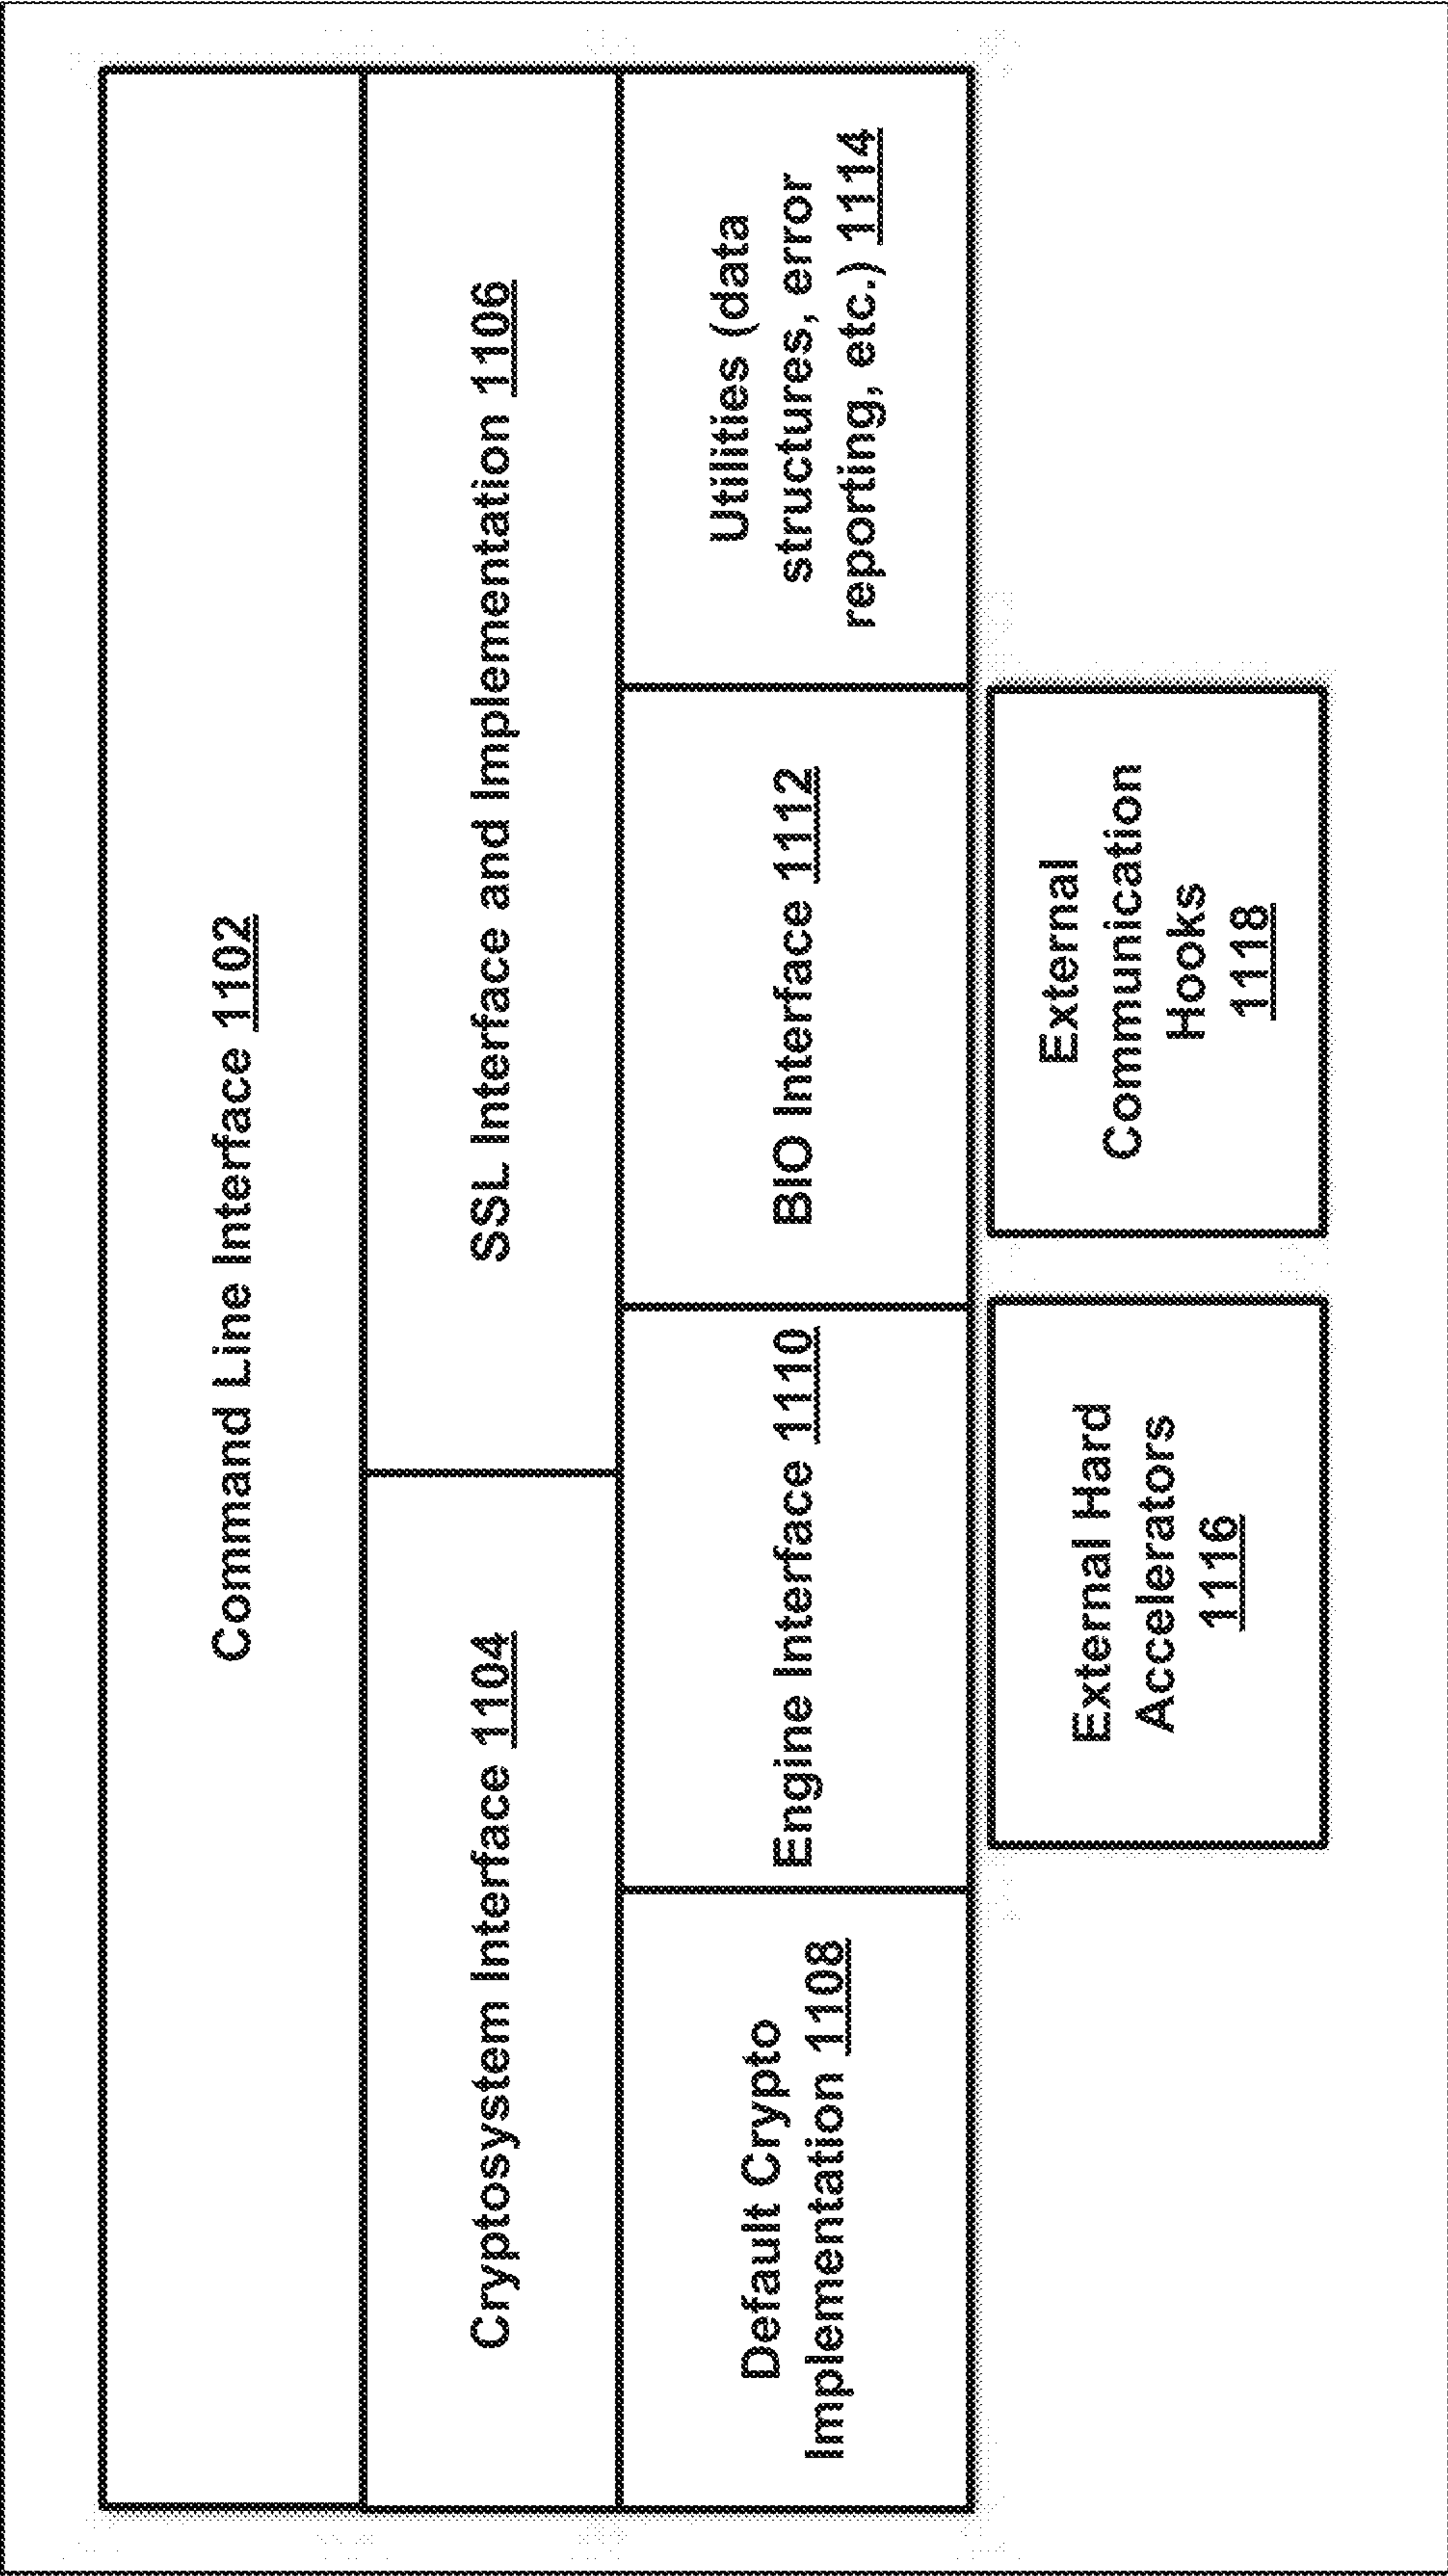 Command Line Interface 1102
Cryptosystem Interface 1104
SSL Interface and Implementation 1106
Default Crypto
Implementation 1108
Engine Interface 1110
BIO Interface 1112
Utilities (data
structures, error
reporting, etc.) 1114
External Hard
Accelerators
1116
External
Communication
Hooks
1118